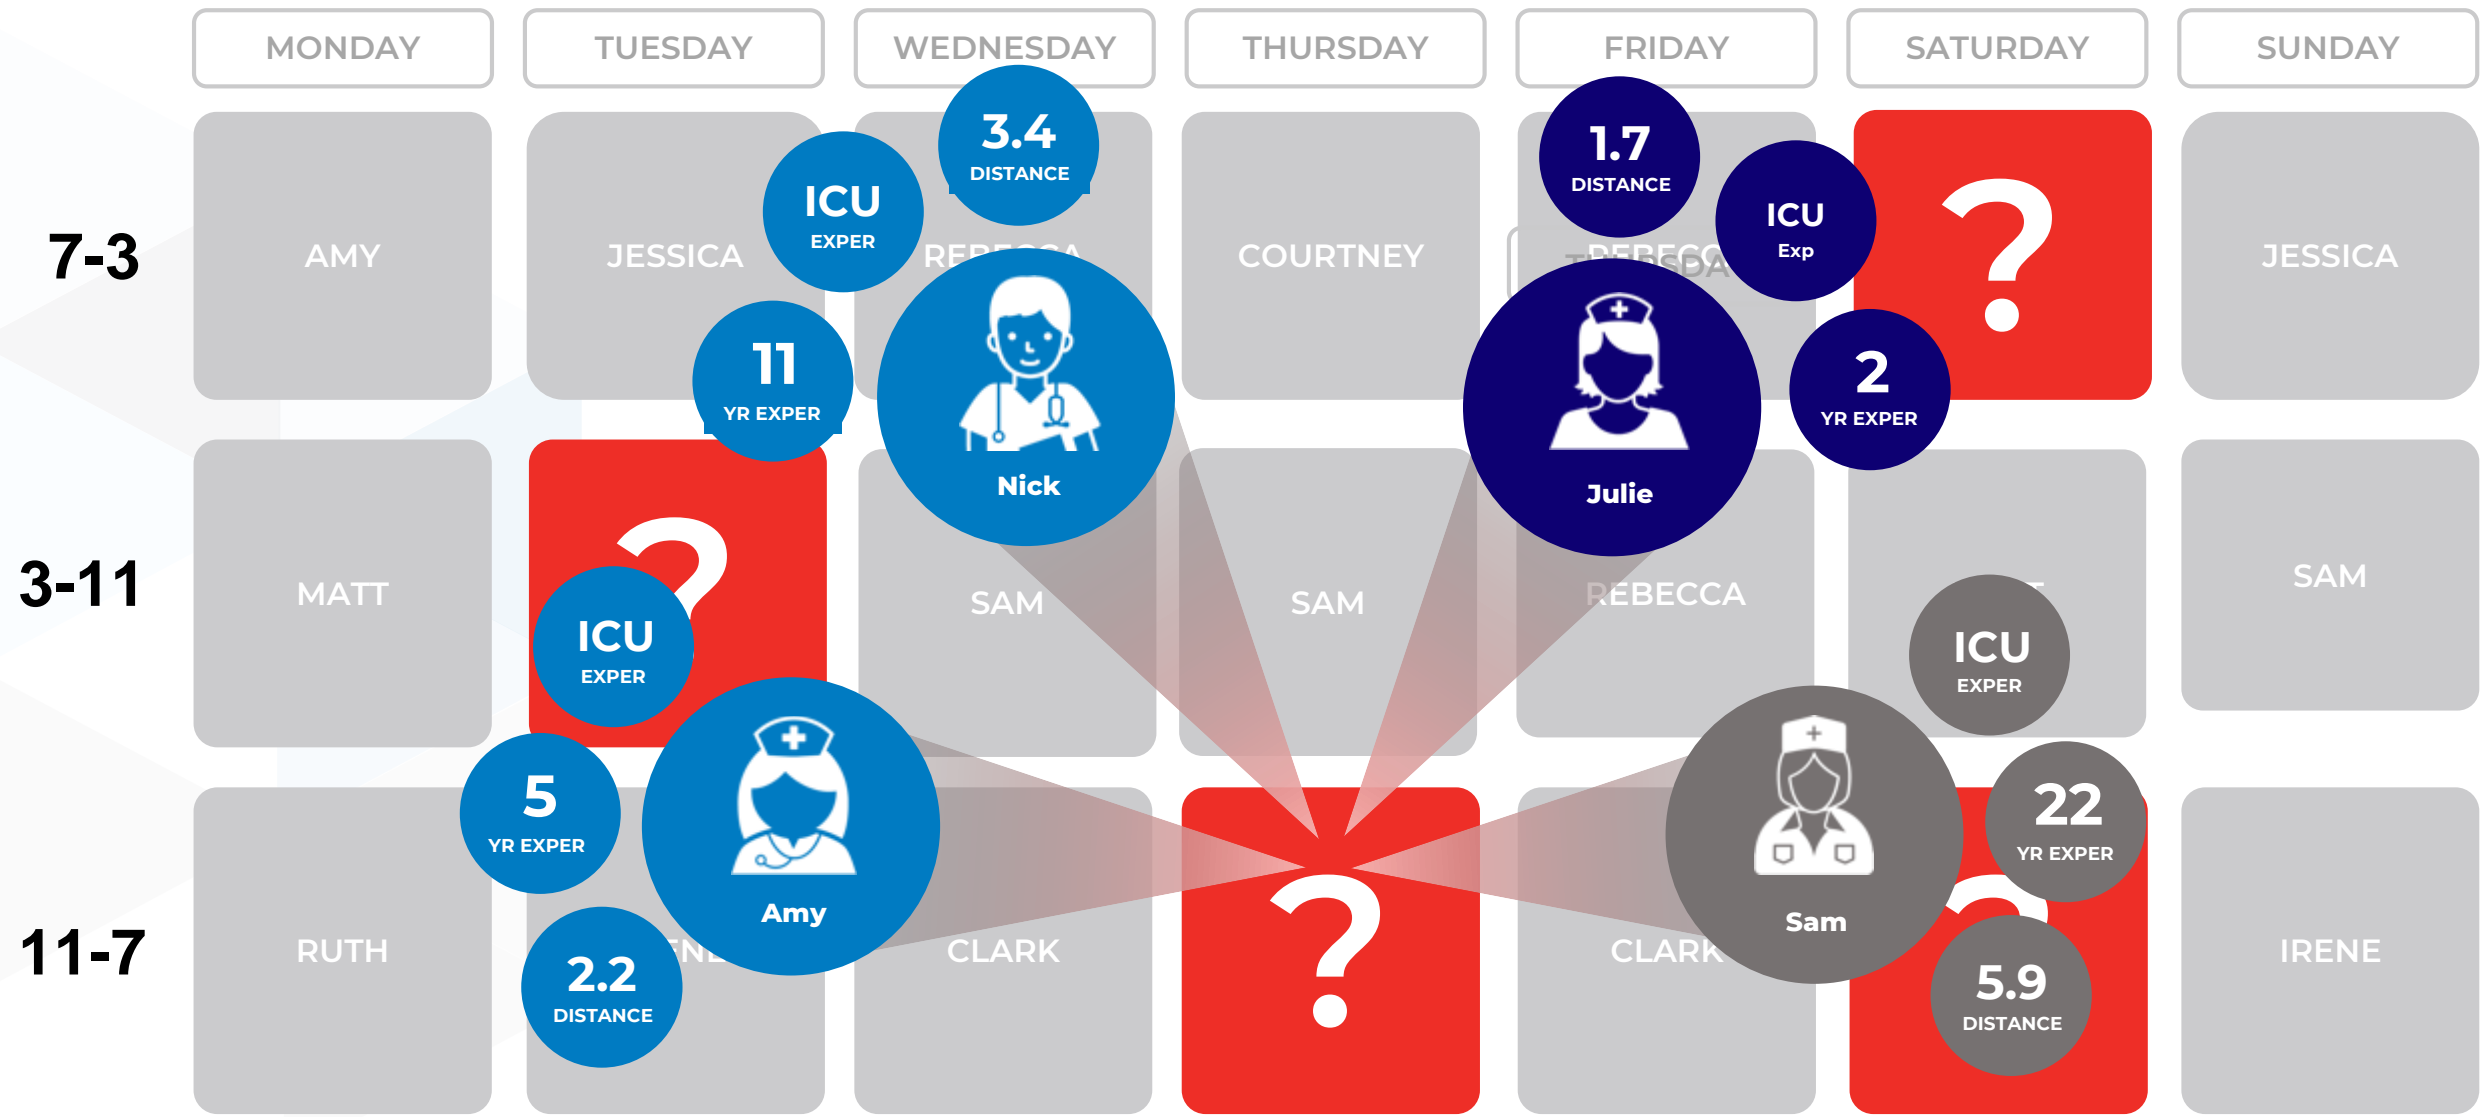 MONDAY
TUESDAY
WEDNESDAY
THURSDAY
FRIDAY
SATURDAY
SUNDAY
7-3
AMY
JESSICA
ICU
EXPER
3.4
DISTANCE
11
YR EXPER
Nick
COURTNEY
1.7
DISTANCE
ICU
Exp
2
YR EXPER
Julie
?
JESSICA
3-11
MATT
?
ICU
EXPER
SAM
SAM
REBECCA
ICU
EXPER
SAM
11-7
RUTH
5
YR EXPER
2.2
DISTANCE
Amy
CLARK
?
CLARK
Sam
22
YR EXPER
5.9
DISTANCE
?
IRENE